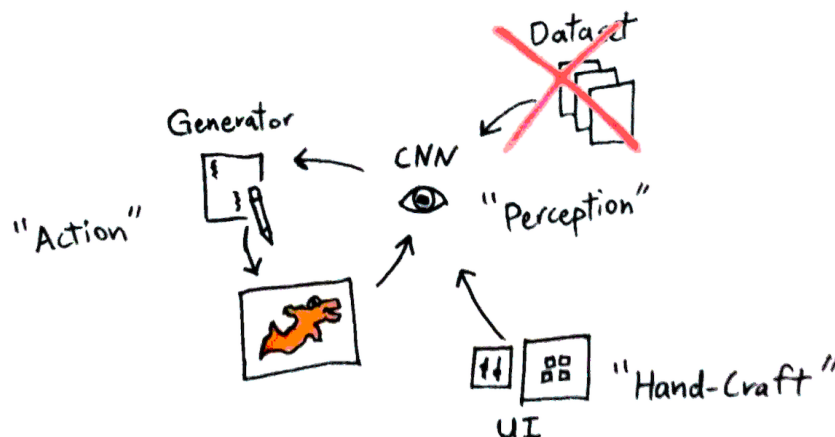 Dataset
Generator
CNN
"Action"
"Perception"
"Hand-Craft"
UI